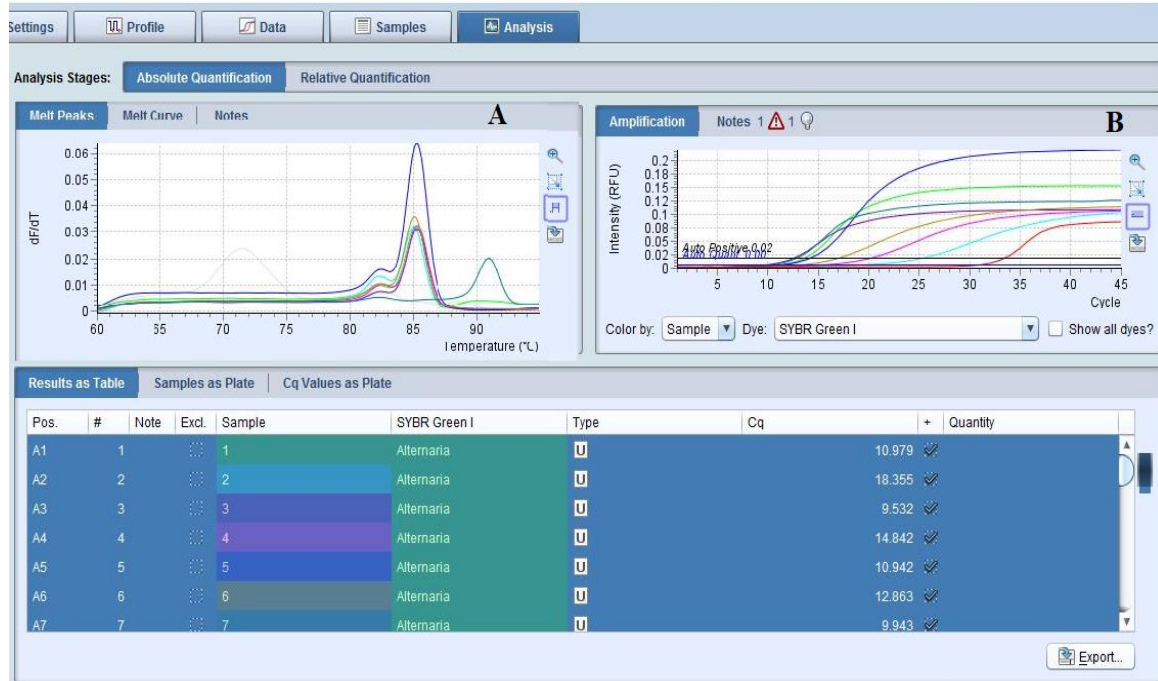 Settings Profile Data Samples Analysis
Analysis Stages: Absolute Quantification Relative Quantification
Melt Peaks Melt Curve Notes A
0.06
0.05
0.04
0.03
0.02
0.01
0
dF/dT
60 55 70 75 80 85 90
Temperature (°C)
Amplification Notes 1 1 B
0.2
0.18
0.15
0.12
0.1
0.08
0.05
0.02
0
Intensity (RFU)
Auto Positive 0.02
Auto Quant 0.00
5 10 15 20 25 30 35 40 45
Cycle
Color by: Sample Dye: SYBR Green I Show all dyes?
Results as Table Samples as Plate Cq Values as Plate
Pos. # Note Excl. Sample SYBR Green I Type Cq + Quantity
A1 1 1 Alternaria U 10.979
A2 2 2 Alternaria U 18.355
A3 3 3 Alternaria U 9.532
A4 4 4 Alternaria U 14.842
A5 5 5 Alternaria U 10.942
A6 6 6 Alternaria U 12.863
A7 7 7 Alternaria U 9.943
Export...